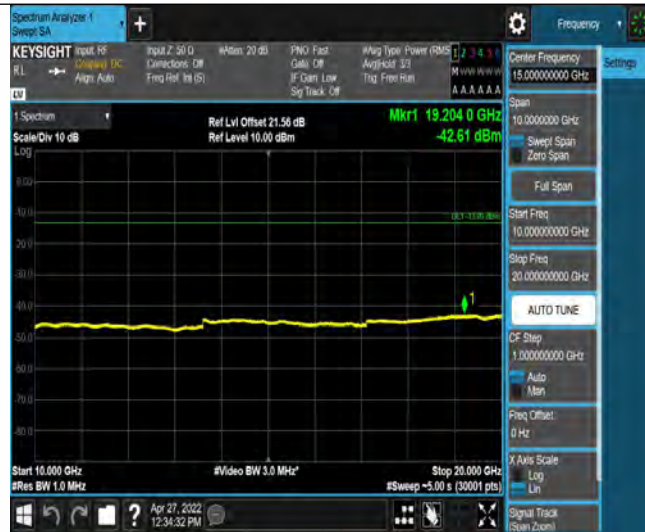 Spectrum Analyzer 1
Swept SA
Frequency
KEYSIGHT
Input: RF
Coupling: DC
Align: Auto
Input Z: 50 Ω
Corrections: Off
Freq Ref: Int (S)
#Atten: 20 dB
PNO: Fast
Gate: Off
IF Gain: Low
Sig Track: Off
#Avg Type: Power (RMS
Avg|Hold: 3/3
Trig: Free Run
1 2 3 4 5 6
M W W W W W
A A A A A A
RL
LV
1 Spectrum
Scale/Div 10 dB
Ref Lvl Offset 21.56 dB
Ref Level 10.00 dBm
Mkr1 19.204 0 GHz
-42.61 dBm
Log
0.00
-10.0
-20.0
-30.0
-40.0
-50.0
-60.0
-70.0
-80.0
1
Start 10.000 GHz
#Res BW 1.0 MHz
#Video BW 3.0 MHz*
Stop 20.000 GHz
#Sweep ~5.00 s (30001 pts)
Center Frequency
15.000000000 GHz
Settings
Span
10.0000000 GHz
Swept Span
Zero Span
Full Span
Start Freq
10.000000000 GHz
Stop Freq
20.000000000 GHz
AUTO TUNE
CF Step
1.000000000 GHz
Auto
Man
Freq Offset
0 Hz
X Axis Scale
Log
Lin
Signal Track
(Span Zoom)
?
Apr 27, 2022
12:34:32 PM